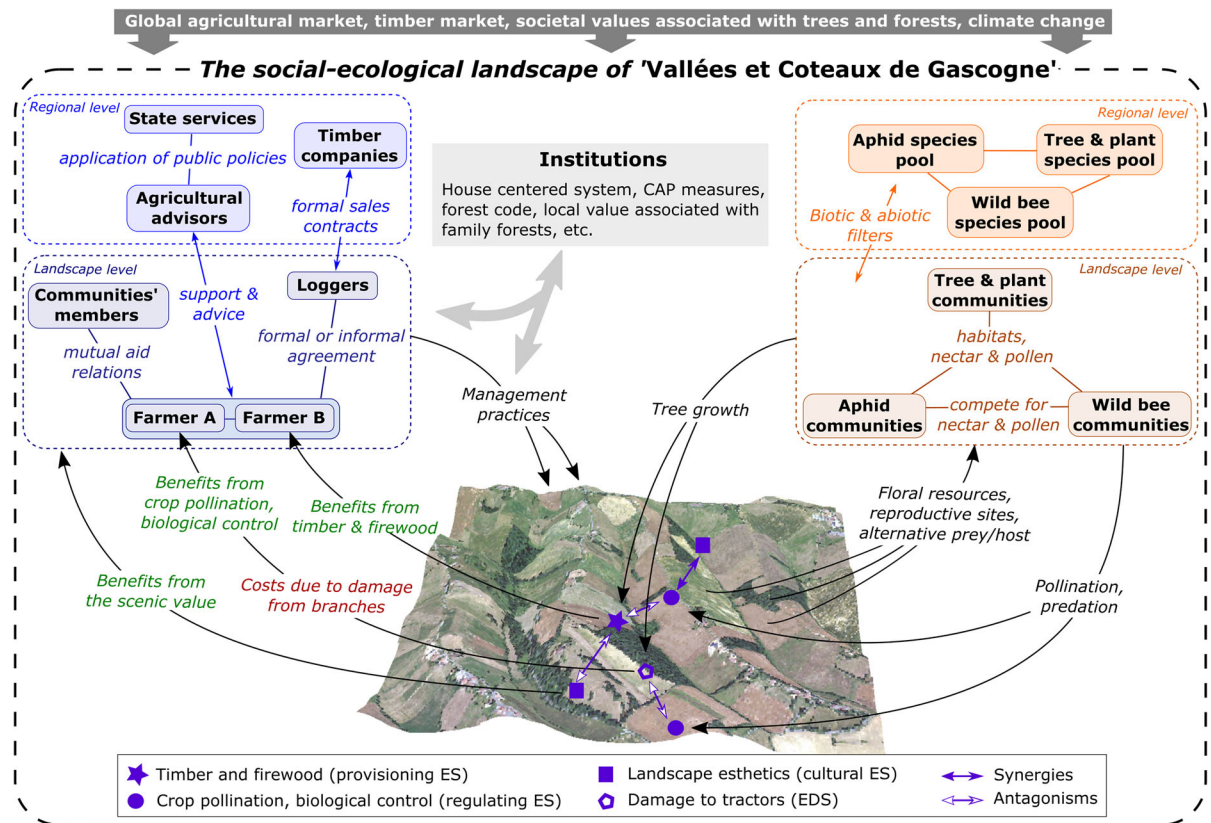 Global agricultural market, timber market, societal values associated with trees and forests, climate change
The social-ecological landscape of 'Vallées et Coteaux de Gascogne'
Regional level
State services
application of public policies
Agricultural
advisors
Timber
companies
formal sales
contracts
Landscape level
Communities'
members
mutual aid
relations
support &
advice
Loggers
formal or informal
agreement
Farmer A
Farmer B
Institutions
House centered system, CAP measures,
forest code, local value associated with
family forests, etc.
Regional level
Aphid species
pool
Tree & plant
species pool
Wild bee
species pool
Biotic & abiotic
filters
Landscape level
Tree & plant
communities
habitats,
nectar & pollen
Aphid
communities
compete for
nectar & pollen
Wild bee
communities
Management
practices
Tree growth
Benefits from
crop pollination,
biological control
Benefits from
timber & firewood
Benefits from
the scenic value
Costs due to damage
from branches
Floral resources,
reproductive sites,
alternative prey/host
Pollination,
predation
Timber and firewood (provisioning ES)
Crop pollination, biological control (regulating ES)
Landscape esthetics (cultural ES)
Damage to tractors (EDS)
Synergies
Antagonisms